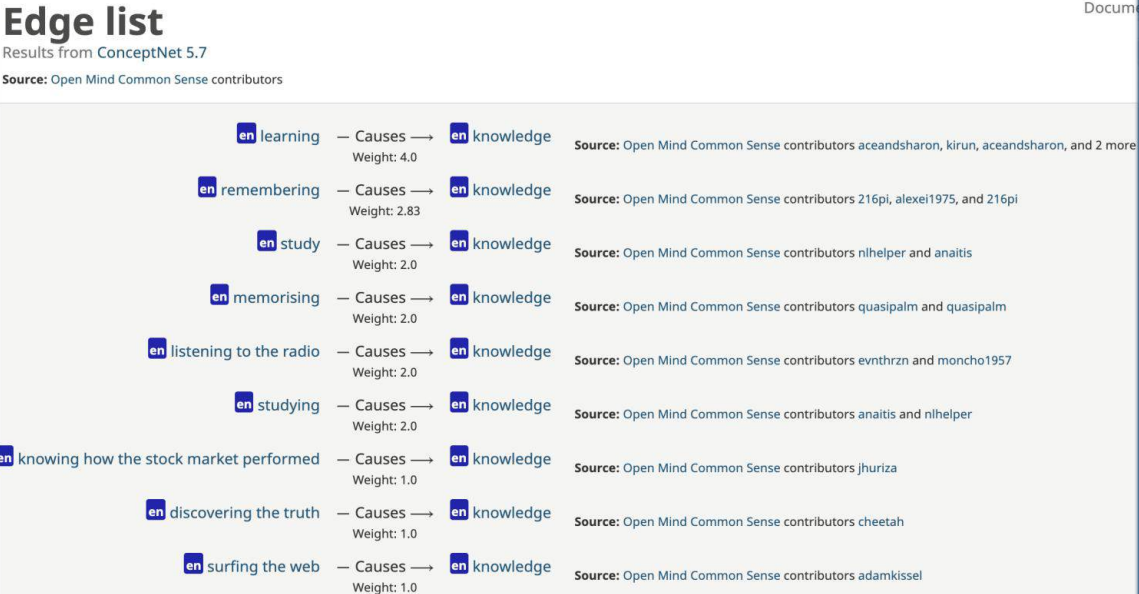 Docume
Edge list
Results from ConceptNet 5.7
Source: Open Mind Common Sense contributors
en learning — Causes ⟶ en knowledge Source: Open Mind Common Sense contributors aceandsharon, kirun, aceandsharon, and 2 more
Weight: 4.0
en remembering — Causes ⟶ en knowledge Source: Open Mind Common Sense contributors 216pi, alexei1975, and 216pi
Weight: 2.83
en study — Causes ⟶ en knowledge Source: Open Mind Common Sense contributors nlhelper and anaitis
Weight: 2.0
en memorising — Causes ⟶ en knowledge Source: Open Mind Common Sense contributors quasipalm and quasipalm
Weight: 2.0
en listening to the radio — Causes ⟶ en knowledge Source: Open Mind Common Sense contributors evnthrzn and moncho1957
Weight: 2.0
en studying — Causes ⟶ en knowledge Source: Open Mind Common Sense contributors anaitis and nlhelper
Weight: 2.0
en knowing how the stock market performed — Causes ⟶ en knowledge Source: Open Mind Common Sense contributors jhuriza
Weight: 1.0
en discovering the truth — Causes ⟶ en knowledge Source: Open Mind Common Sense contributors cheetah
Weight: 1.0
en surfing the web — Causes ⟶ en knowledge Source: Open Mind Common Sense contributors adamkissel
Weight: 1.0